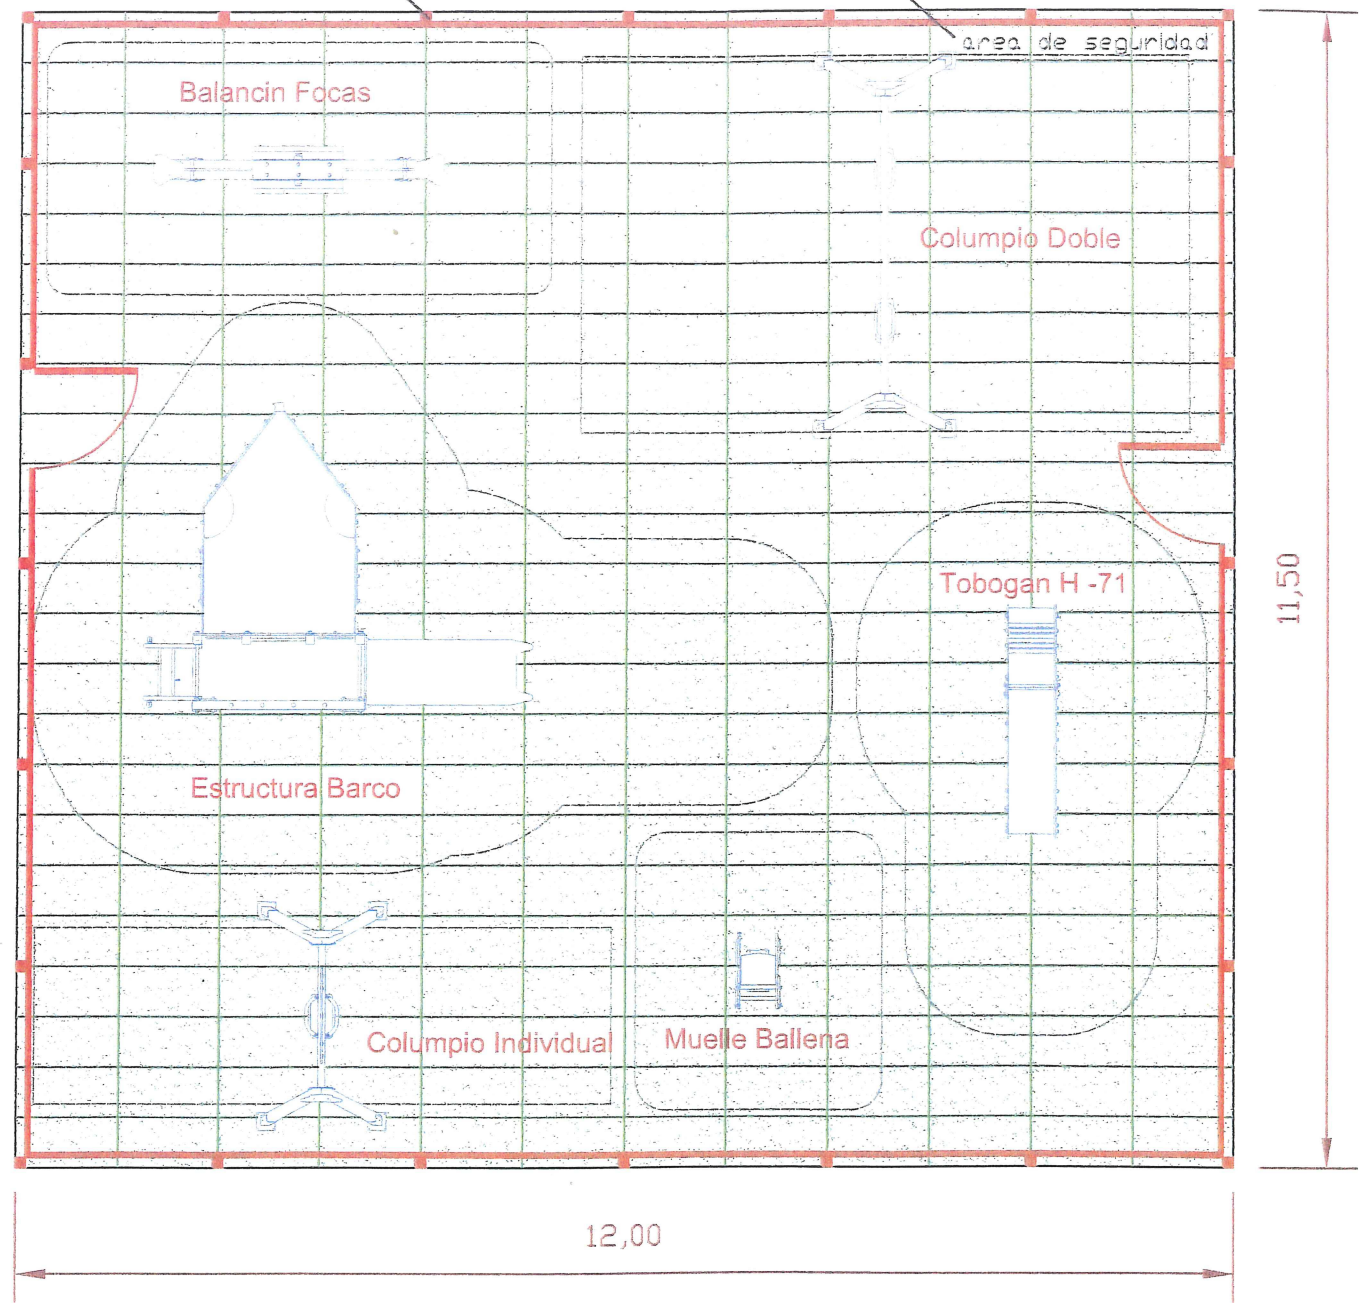 area de seguridad
Balancin Focas
Columpio Doble
Tobogan H -71
11,50
Estructura Barco
Columpio Individual
Muelle Ballena
12,00